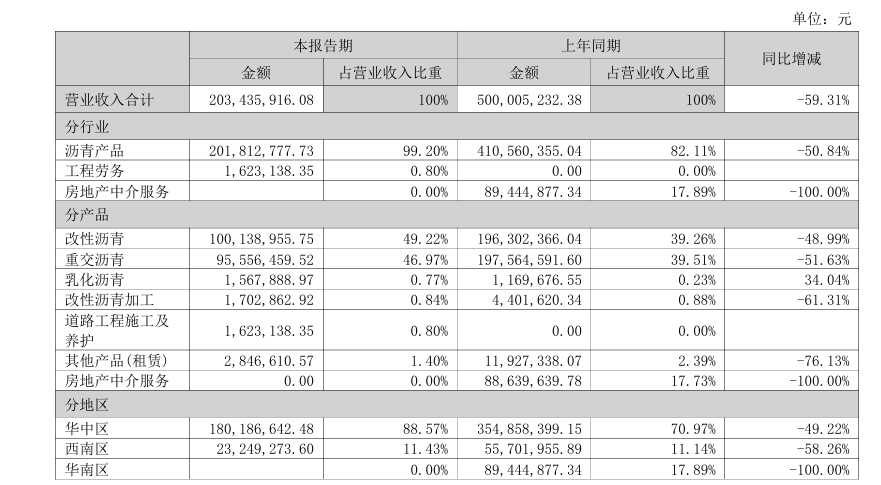 单位：元
本报告期 上年同期 同比增减
金额 占营业收入比重 金额 占营业收入比重
营业收入合计 203,435,916.08 100% 500,005,232.38 100% -59.31%
分行业
沥青产品 201,812,777.73 99.20% 410,560,355.04 82.11% -50.84%
工程劳务 1,623,138.35 0.80% 0.00 0.00%
房地产中介服务 0.00% 89,444,877.34 17.89% -100.00%
分产品
改性沥青 100,138,955.75 49.22% 196,302,366.04 39.26% -48.99%
重交沥青 95,556,459.52 46.97% 197,564,591.60 39.51% -51.63%
乳化沥青 1,567,888.97 0.77% 1,169,676.55 0.23% 34.04%
改性沥青加工 1,702,862.92 0.84% 4,401,620.34 0.88% -61.31%
道路工程施工及
养护 1,623,138.35 0.80% 0.00 0.00%
其他产品(租赁) 2,846,610.57 1.40% 11,927,338.07 2.39% -76.13%
房地产中介服务 0.00 0.00% 88,639,639.78 17.73% -100.00%
分地区
华中区 180,186,642.48 88.57% 354,858,399.15 70.97% -49.22%
西南区 23,249,273.60 11.43% 55,701,955.89 11.14% -58.26%
华南区 0.00% 89,444,877.34 17.89% -100.00%